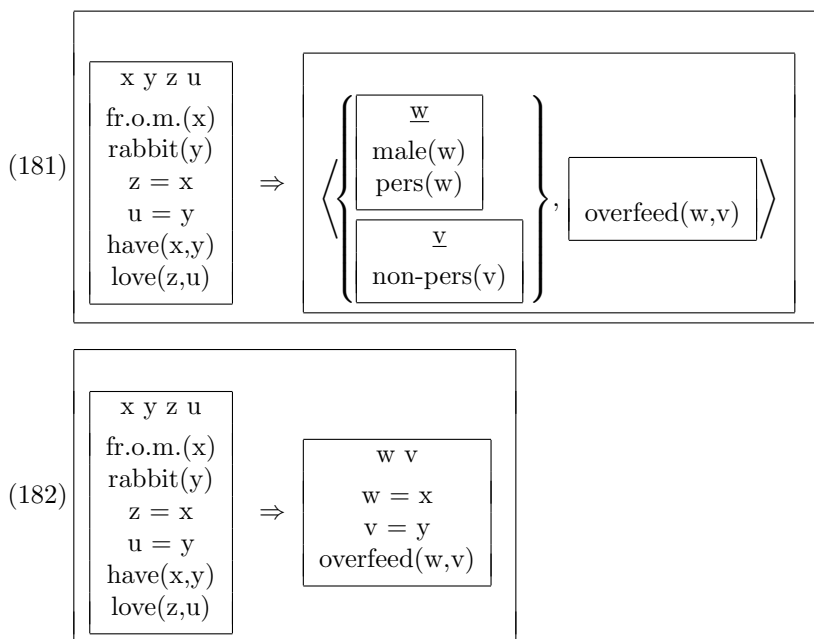 (181)
x y z u
fr.o.m.(x)
rabbit(y)
z = x
u = y
have(x,y)
love(z,u)
⇒
⟨ {
w
male(w)
pers(w)
v
non-pers(v)
} ,
overfeed(w,v)
⟩
(182)
x y z u
fr.o.m.(x)
rabbit(y)
z = x
u = y
have(x,y)
love(z,u)
⇒
w v
w = x
v = y
overfeed(w,v)